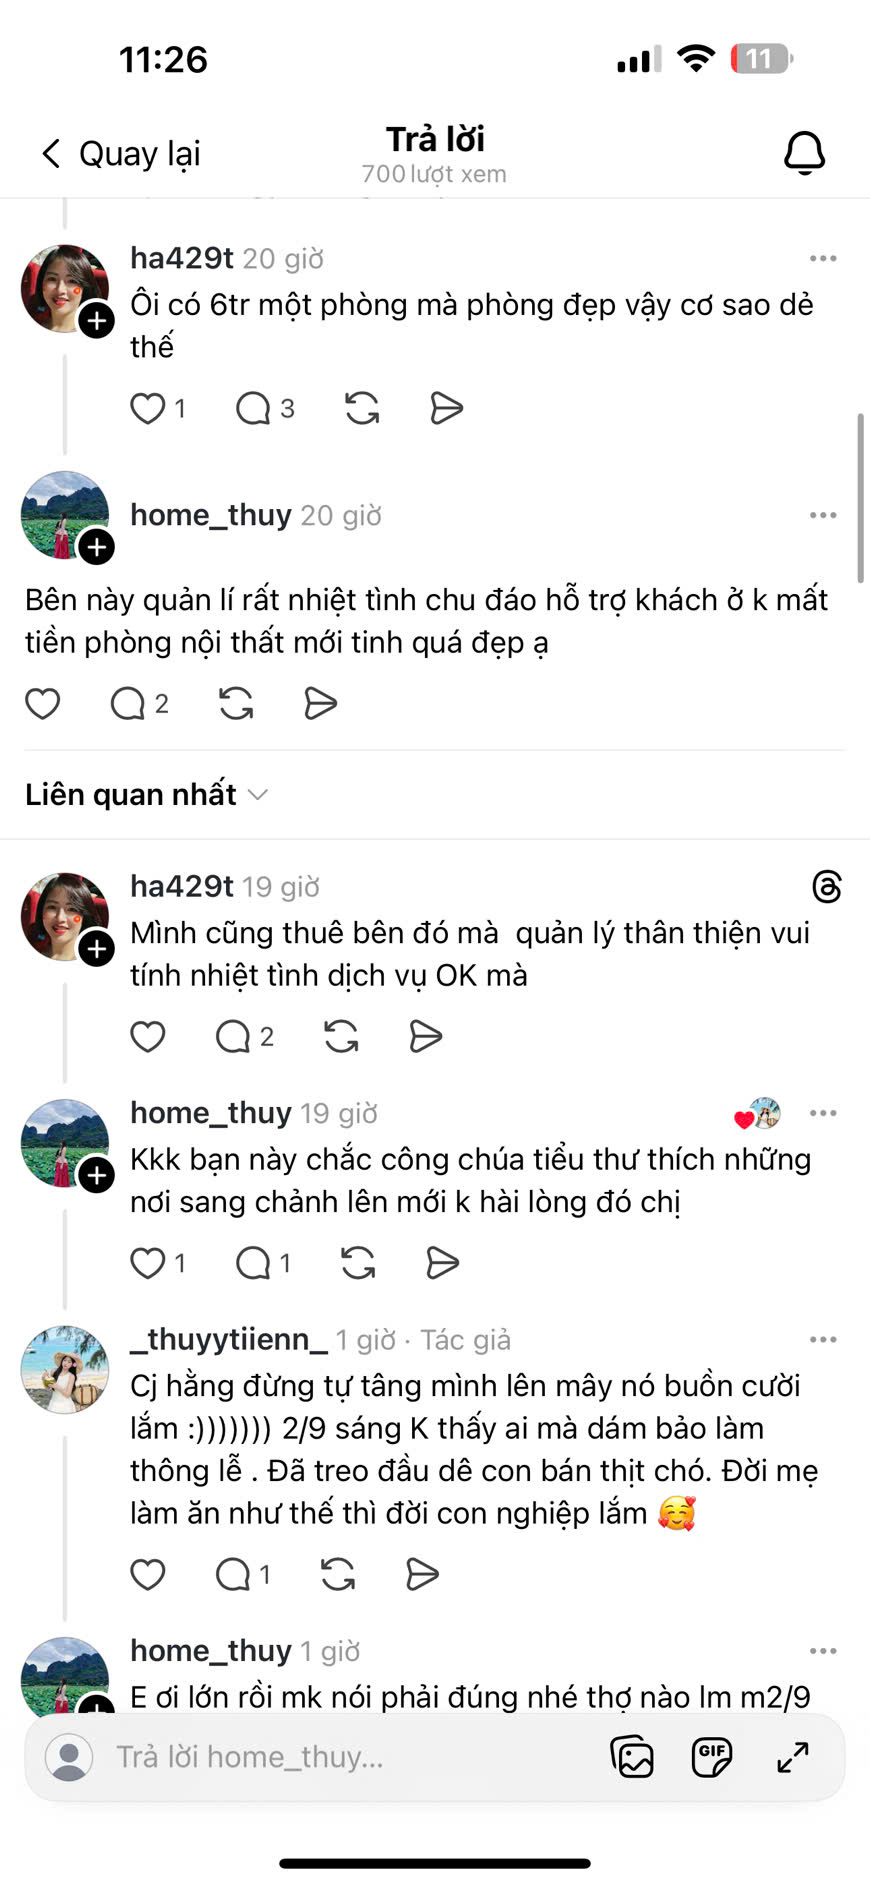 11:26
11
Quay lại
Trả lời
700 lượt xem
ha429t 20 giờ
Ôi có 6tr một phòng mà phòng đẹp vậy cơ sao dẻ
thế
1 3
home_thuy 20 giờ
Bên này quản lí rất nhiệt tình chu đáo hỗ trợ khách ở k mất
tiền phòng nội thất mới tinh quá đẹp ạ
2
Liên quan nhất
ha429t 19 giờ
Mình cũng thuê bên đó mà quản lý thân thiện vui
tính nhiệt tình dịch vụ OK mà
2
home_thuy 19 giờ
Kkk bạn này chắc công chúa tiểu thư thích những
nơi sang chảnh lên mới k hài lòng đó chị
1 1
_thuyytiienn_ 1 giờ · Tác giả
Cj hằng đừng tự tâng mình lên mây nó buồn cười
lắm :))))))) 2/9 sáng K thấy ai mà dám bảo làm
thông lễ . Đã treo đầu dê con bán thịt chó. Đời mẹ
làm ăn như thế thì đời con nghiệp lắm 🥰
1
home_thuy 1 giờ
E ơi lớn rồi mk nói phải đúng nhé thợ nào lm m2/9
Trả lời home_thuy...
GIF